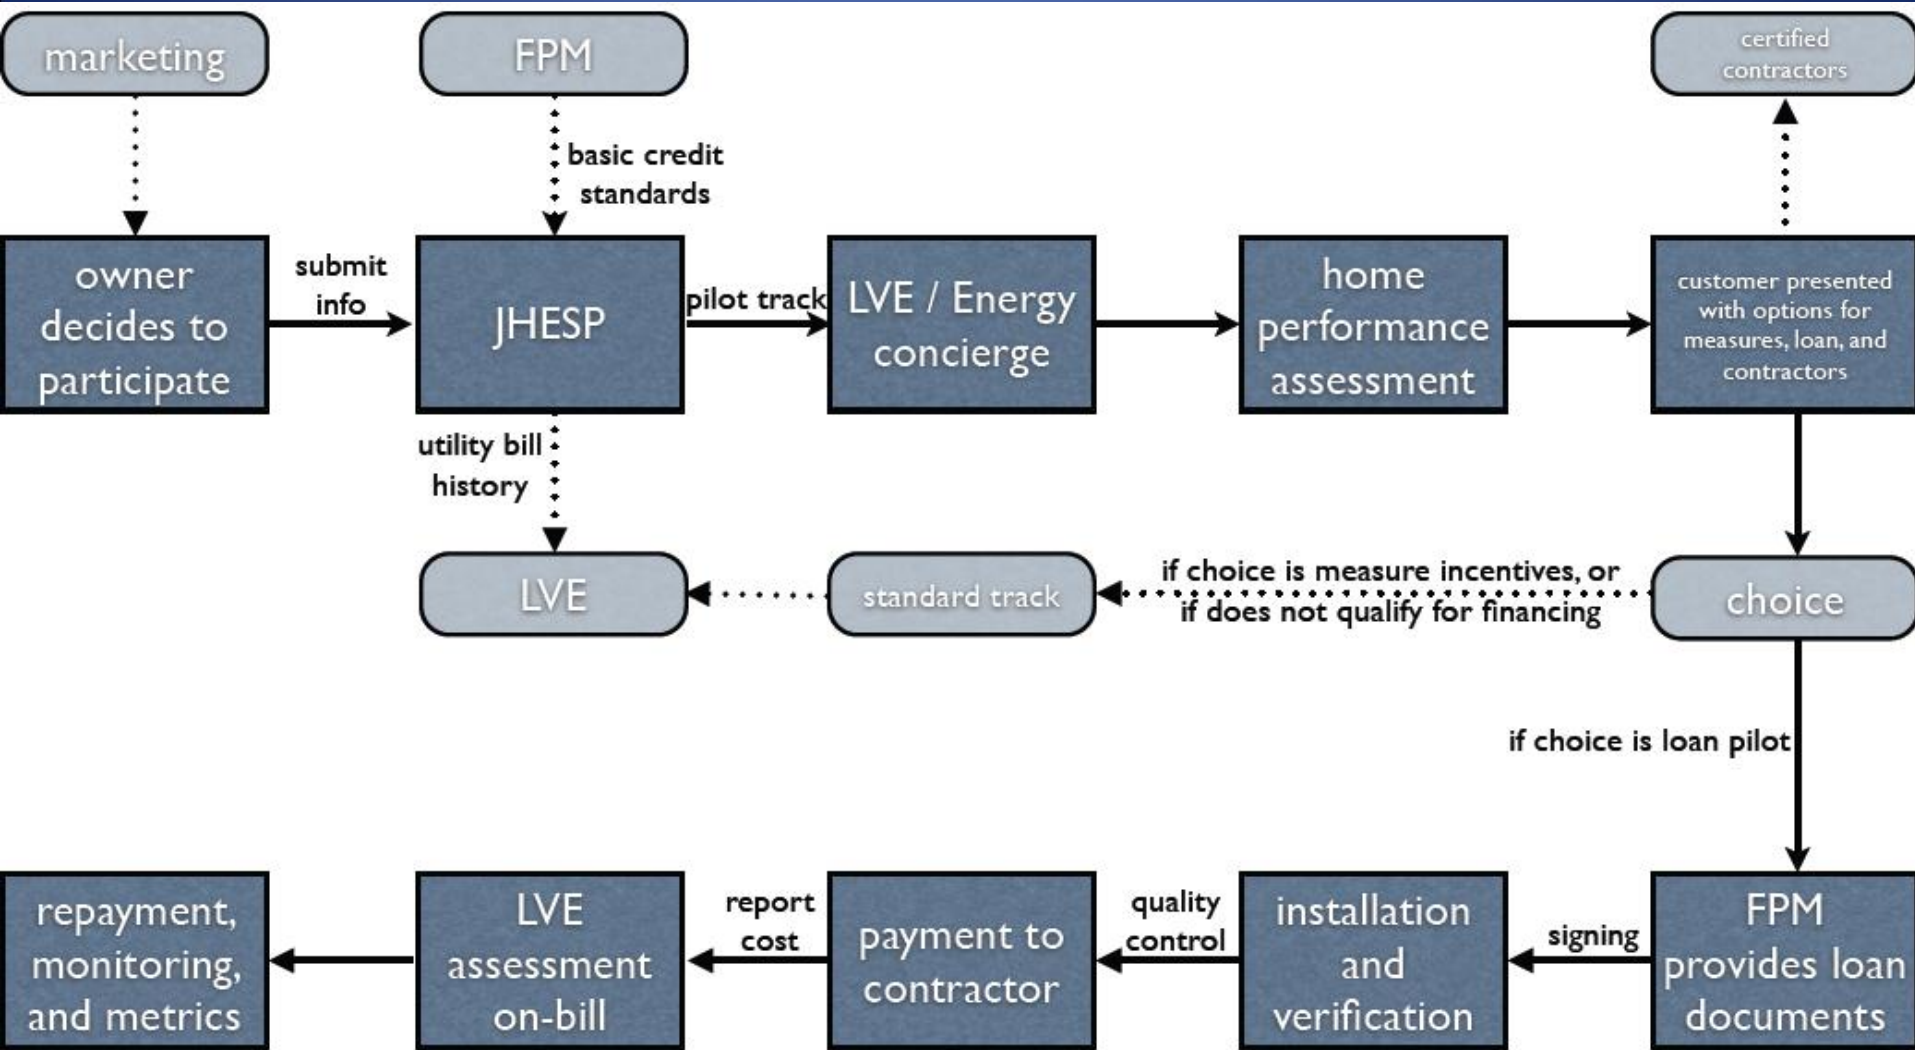 marketing
FPM
certified
contractors
basic credit
standards
owner
decides to
participate
submit
info
JHESP
pilot track
LVE / Energy
concierge
home
performance
assessment
customer presented
with options for
measures, loan, and
contractors
utility bill
history
LVE
standard track
if choice is measure incentives, or
if does not qualify for financing
choice
if choice is loan pilot
repayment,
monitoring,
and metrics
LVE
assessment
on-bill
report
cost
payment to
contractor
quality
control
installation
and
verification
signing
FPM
provides loan
documents